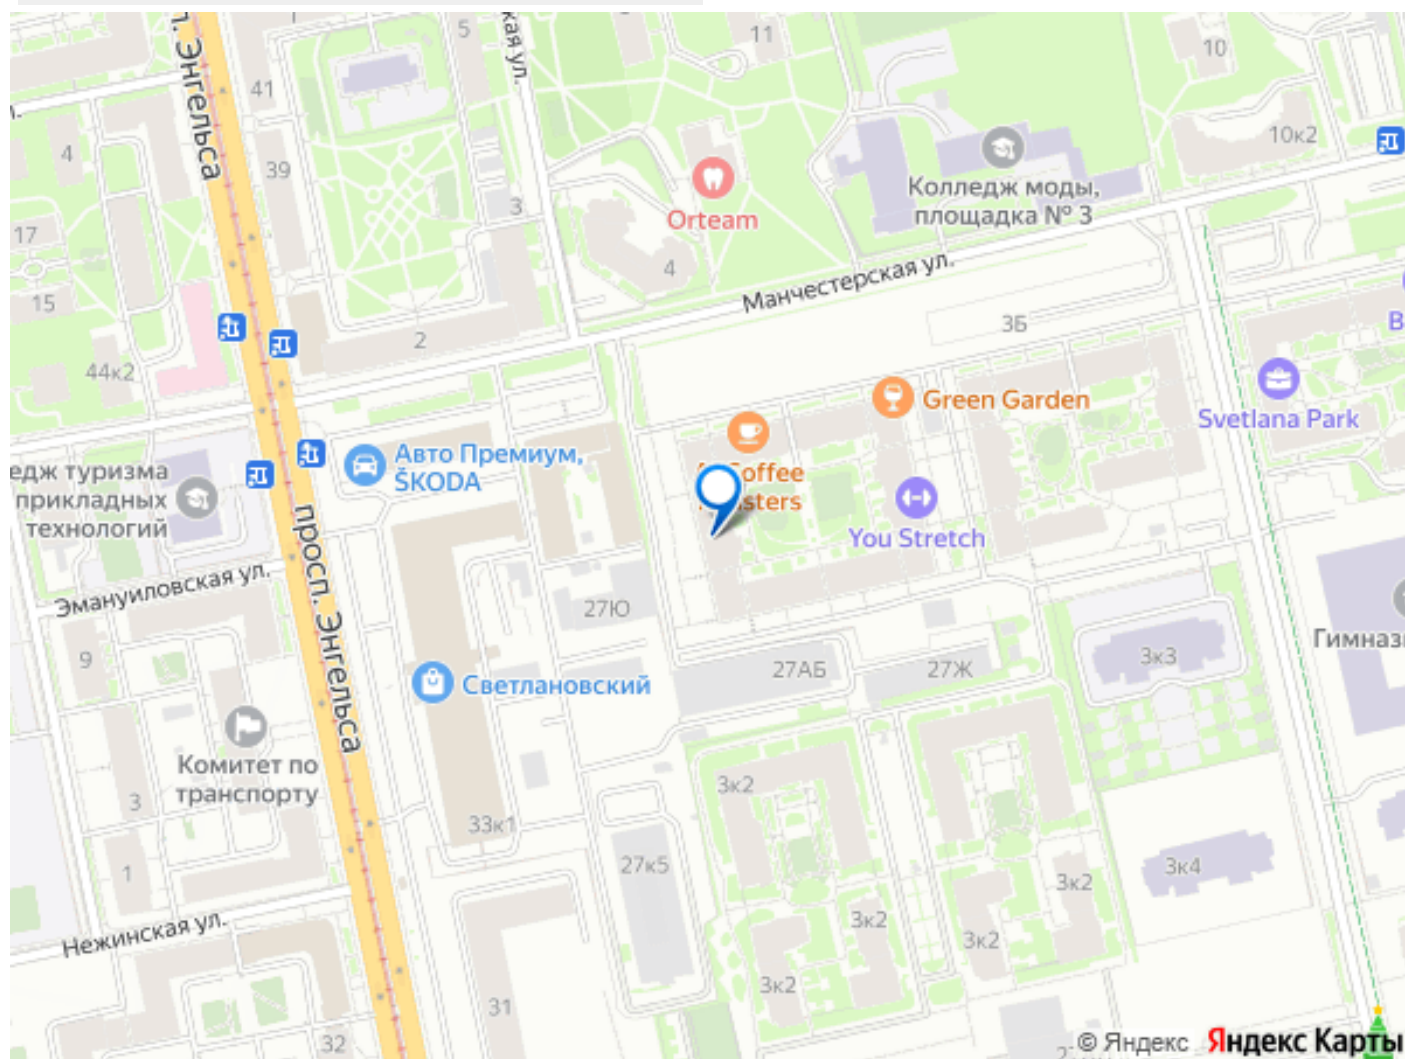 п. Энгельса
кая ул.
5
11
10
41
4
39
10к2
Колледж моды,
площадка № 3
3
Orteam
17
4
Манчестерская ул.
15
3Б
2
44к2
Green Garden
B
Svetlana Park
Авто Премиум,
ŠKODA
едж туризма
прикладных
технологий
Coffee
sters
You Stretch
просп. Энгельса
Эмануиловская ул.
27Ю
9
Гимназ
3к3
27АБ
27Ж
Светлановский
Комитет по
транспорту
3
3к2
33к1
1
27к5
3к4
3к2
3к2
3к2
Нежинская ул.
3к2
31
32
© Яндекс Яндекс Карты